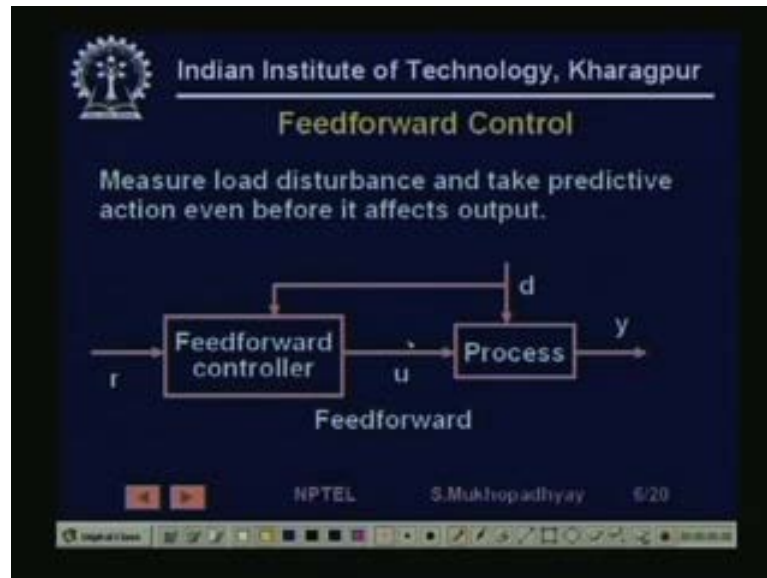 Indian Institute of Technology, Kharagpur
Feedforward Control
Measure load disturbance and take predictive
action even before it affects output.
d
Feedforward
controller
Process
y
r
u
Feedforward
NPTEL S.Mukhopadhyay 6/20